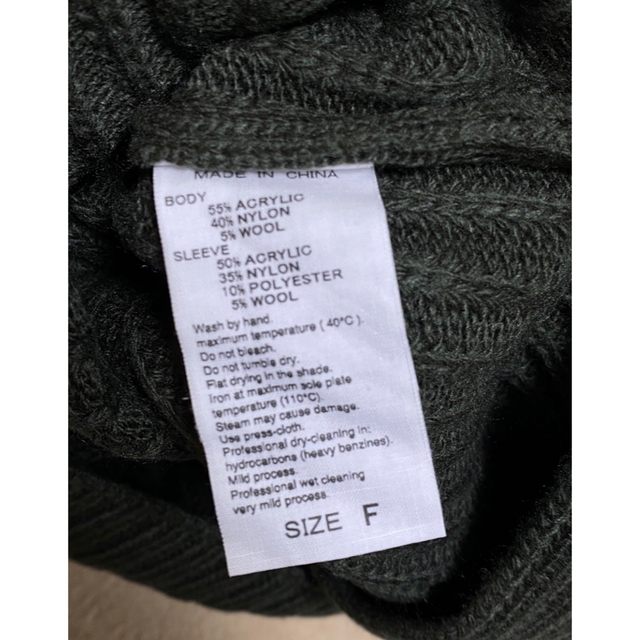 MADE IN CHINA
BODY
55% ACRYLIC
40% NYLON
5% WOOL
SLEEVE
50% ACRYLIC
35% NYLON
10% POLYESTER
5% WOOL
Wash by hand.
maximum temperature ( 40°C ).
Do not bleach.
Do not tumble dry.
Flat drying in the shade.
Iron at maximum sole plate
temperature (110°C).
Steam may cause damage.
Use press-cloth.
Professional dry-cleaning in:
hydrocarbons (heavy benzines).
Mild process.
Professional wet cleaning
very mild process.
SIZE F